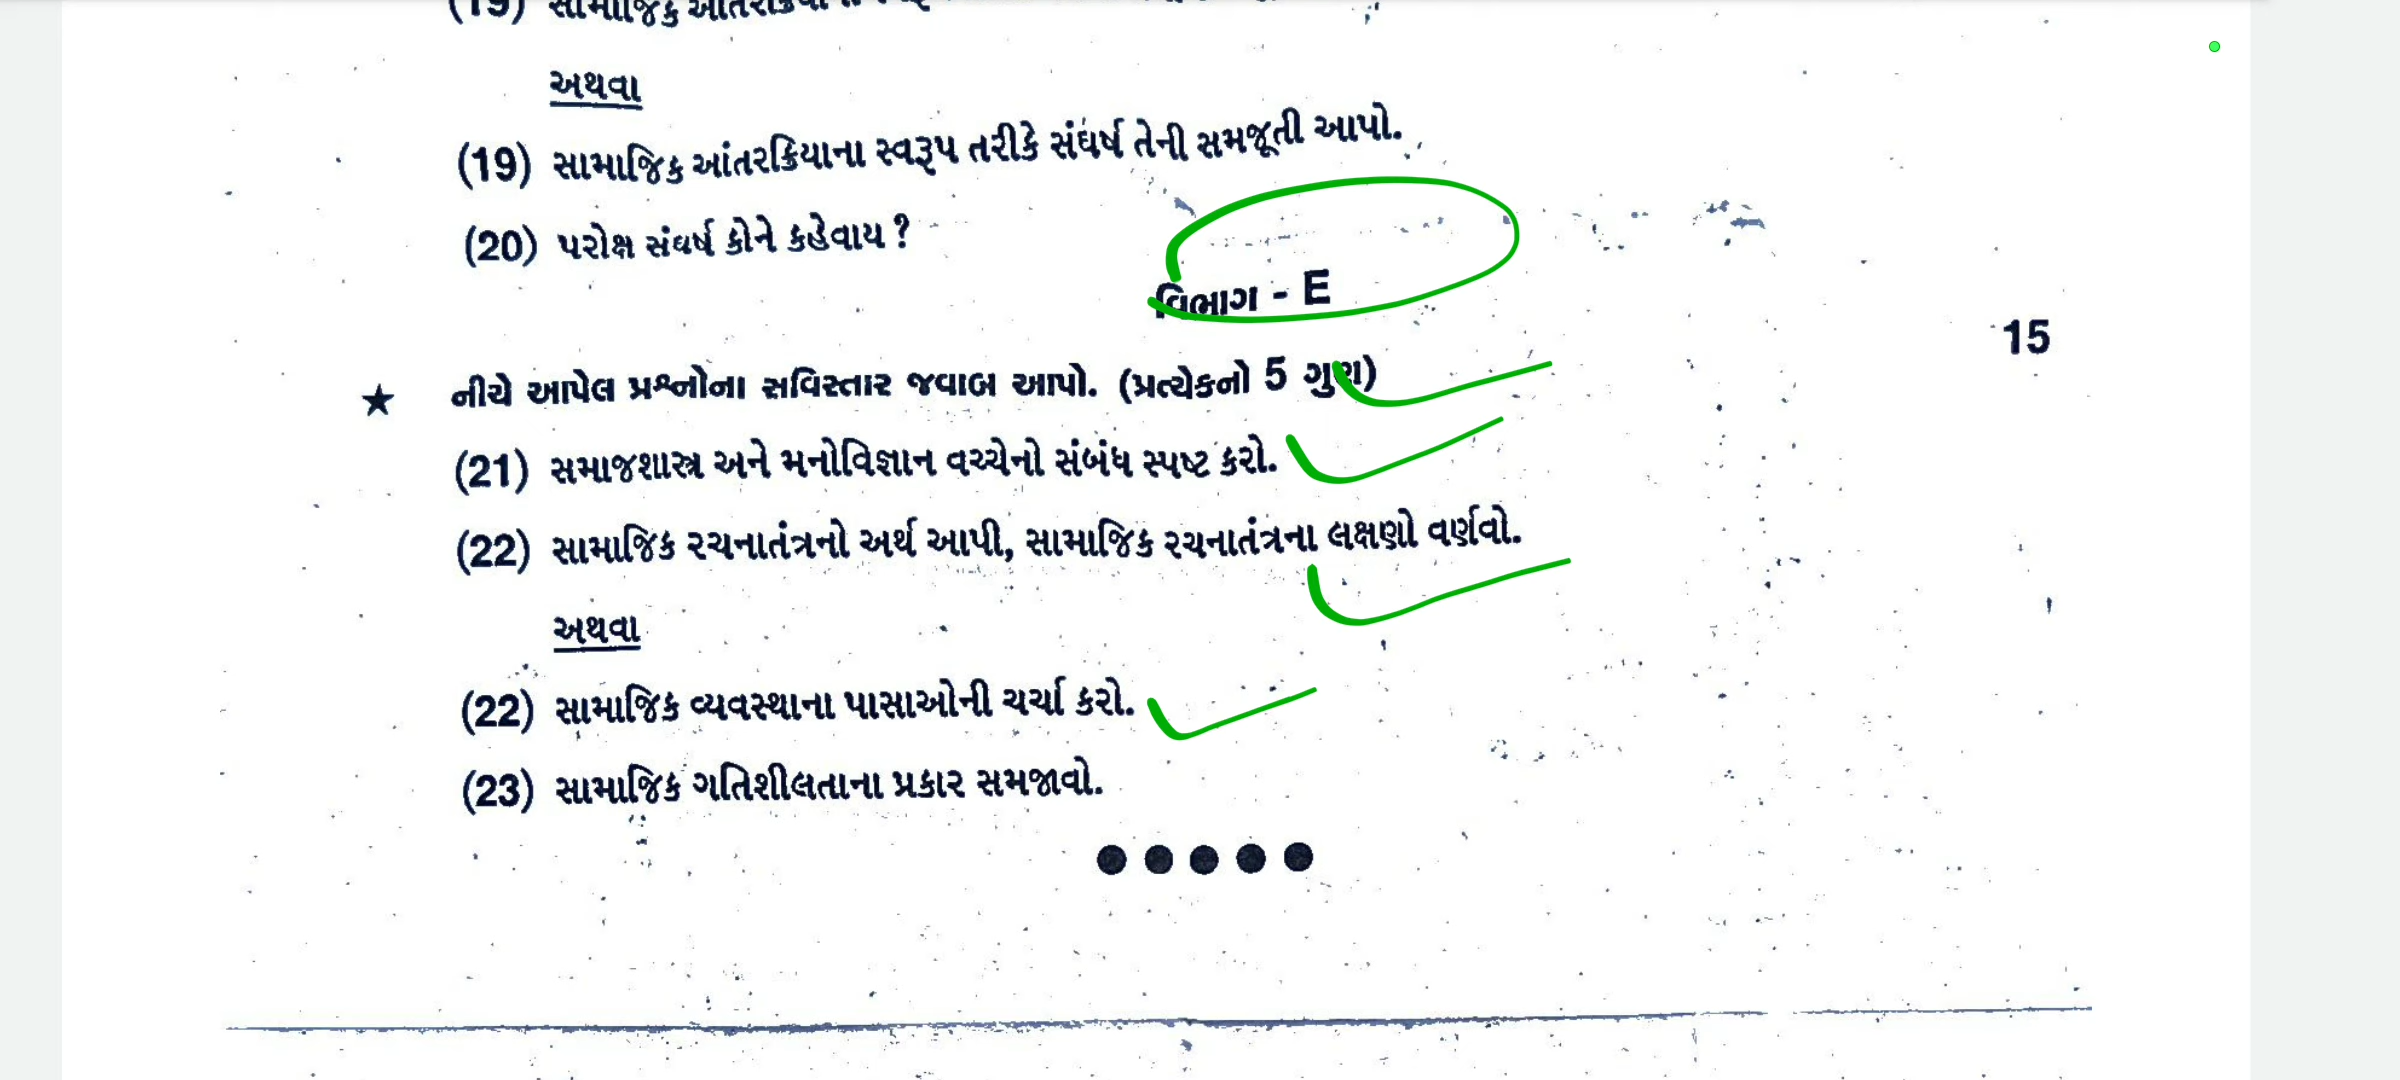 (19) સામાજિક
અથવા
(19) સામાજિક આંતરક્રિયાના સ્વરૂપ તરીકે સંઘર્ષ તેની સમજૂતી આપો.
(20) પરોક્ષ સંઘર્ષ કોને કહેવાય ?
વિભાગ - E
15
★ નીચે આપેલ પ્રશ્નોના સવિસ્તાર જવાબ આપો. (પ્રત્યેકનો 5 ગુણ)
(21) સમાજશાસ્ત્ર અને મનોવિજ્ઞાન વચ્ચેનો સંબંધ સ્પષ્ટ કરો.
(22) સામાજિક રચનાતંત્રનો અર્થ આપી, સામાજિક રચનાતંત્રના લક્ષણો વર્ણવો.
અથવા
(22) સામાજિક વ્યવસ્થાના પાસાઓની ચર્ચા કરો.
(23) સામાજિક ગતિશીલતાના પ્રકાર સમજાવો.